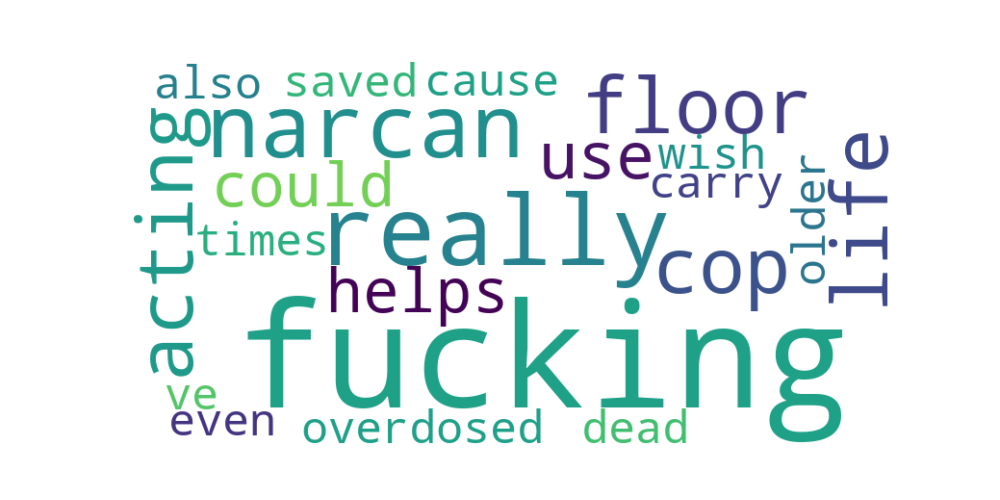 also
saved
cause
floor
narcan
acting
use
wish
life
could
carry
older
times
really
cop
helps
fucking
ve
even
overdosed
dead